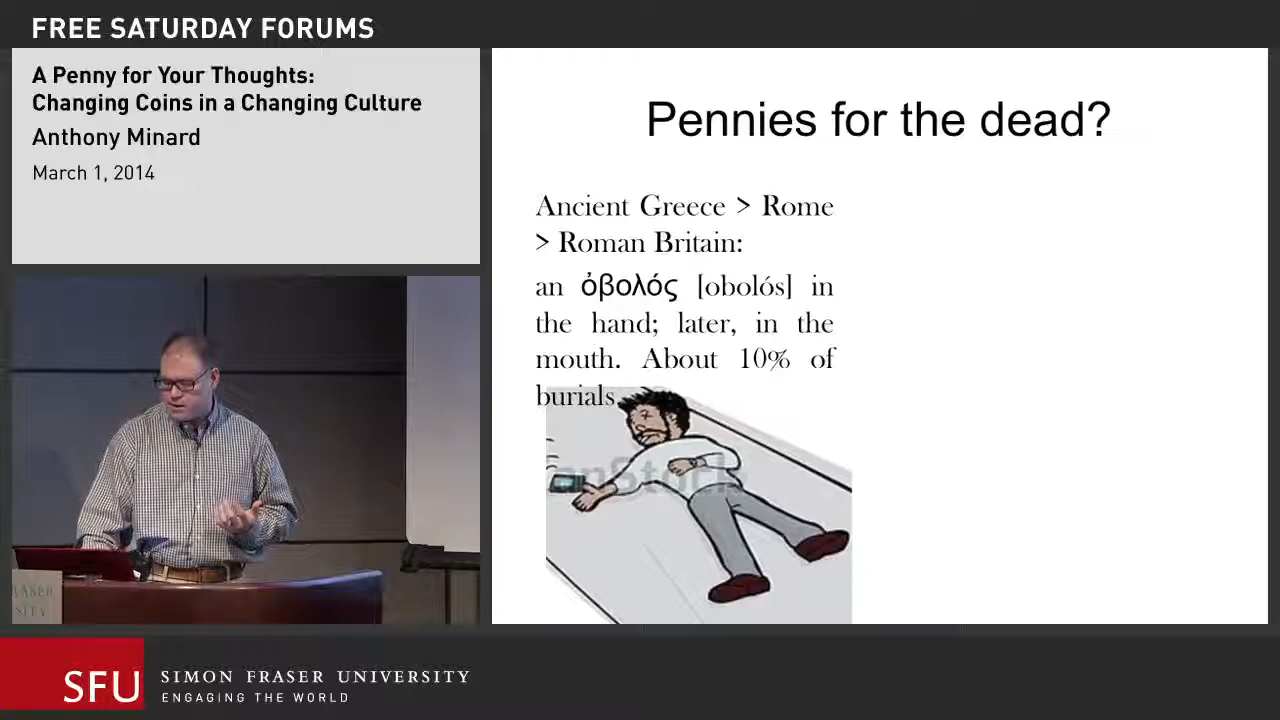 FREE SATURDAY FORUMS
A Penny for Your Thoughts:
Changing Coins in a Changing Culture
Anthony Minard
March 1, 2014
Pennies for the dead?
Ancient Greece > Rome
> Roman Britain:
an ὀβολός [obolós] in
the hand; later, in the
mouth. About 10% of
burials.
SFU SIMON FRASER UNIVERSITY
ENGAGING THE WORLD